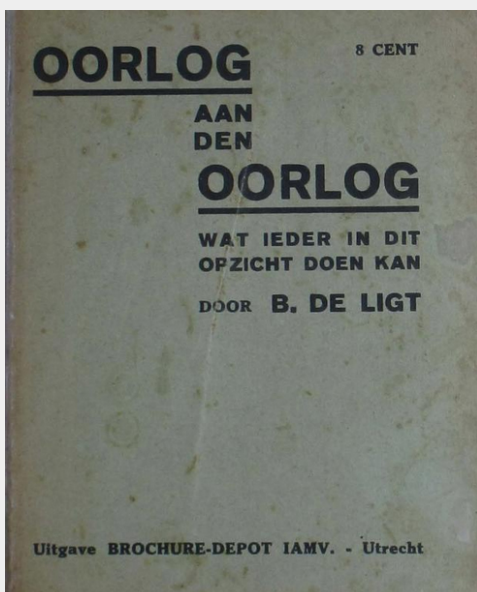 OORLOG
8 CENT
AAN
DEN
OORLOG
WAT IEDER IN DIT
OPZICHT DOEN KAN
DOOR B. DE LIGT
Uitgave BROCHURE-DEPOT IAMV. - Utrecht